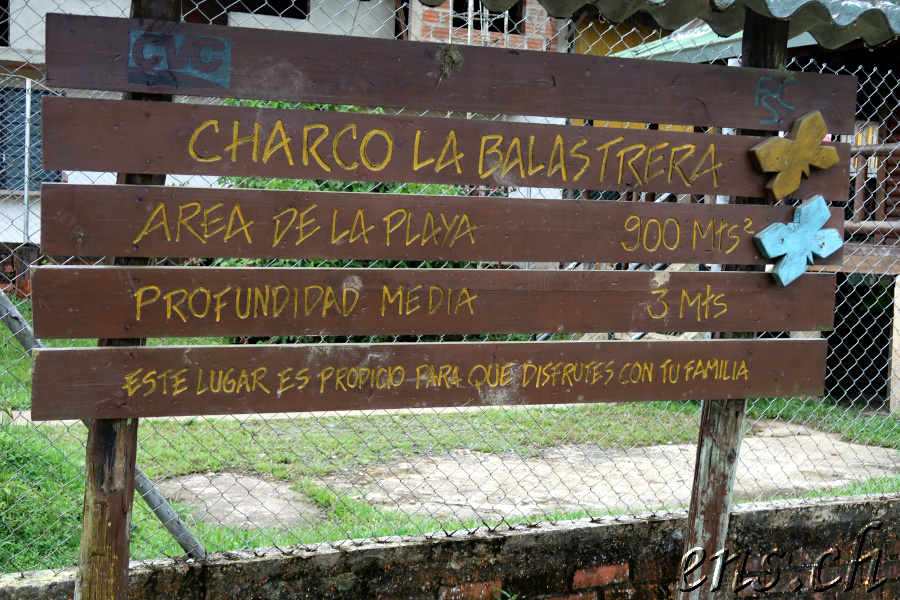 CVC
CHARCO LA BALASTRERA
AREA DE LA PLAYA 900 Mts²
PROFUNDIDAD MEDIA 3 Mts
ESTE LUGAR ES PROPICIO PARA QUE DISFRUTES CON TU FAMILIA
ens.ch